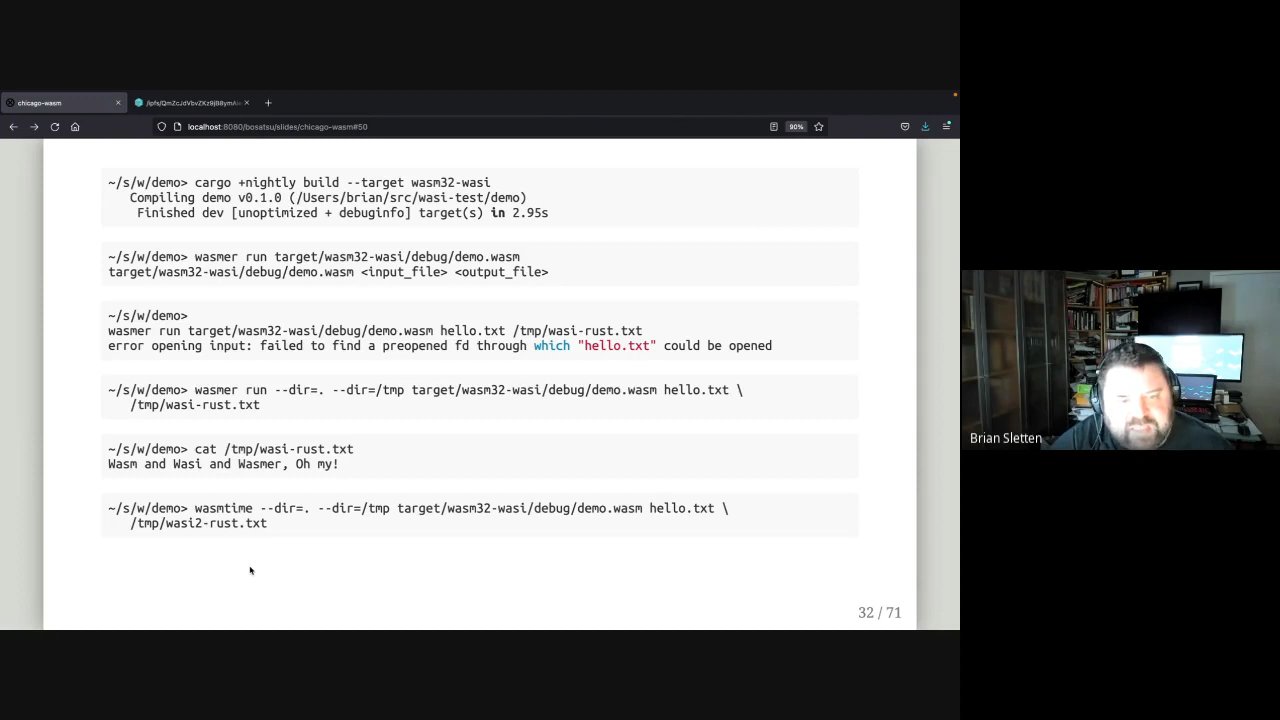 chicago-wasm
localhost:8080/bosatsu/slides/chicago-wasm#50
90%
~/s/w/demo> cargo +nightly build --target wasm32-wasi
Compiling demo v0.1.0 (/Users/brian/src/wasi-test/demo)
Finished dev [unoptimized + debuginfo] target(s) in 2.95s
~/s/w/demo> wasmer run target/wasm32-wasi/debug/demo.wasm
target/wasm32-wasi/debug/demo.wasm <input_file> <output_file>
~/s/w/demo>
wasmer run target/wasm32-wasi/debug/demo.wasm hello.txt /tmp/wasi-rust.txt
error opening input: failed to find a preopened fd through which "hello.txt" could be opened
~/s/w/demo> wasmer run --dir=. --dir=/tmp target/wasm32-wasi/debug/demo.wasm hello.txt \
/tmp/wasi-rust.txt
~/s/w/demo> cat /tmp/wasi-rust.txt
Wasm and Wasi and Wasmer, Oh my!
~/s/w/demo> wasmtime --dir=. --dir=/tmp target/wasm32-wasi/debug/demo.wasm hello.txt \
/tmp/wasi2-rust.txt
32 / 71
Brian Sletten